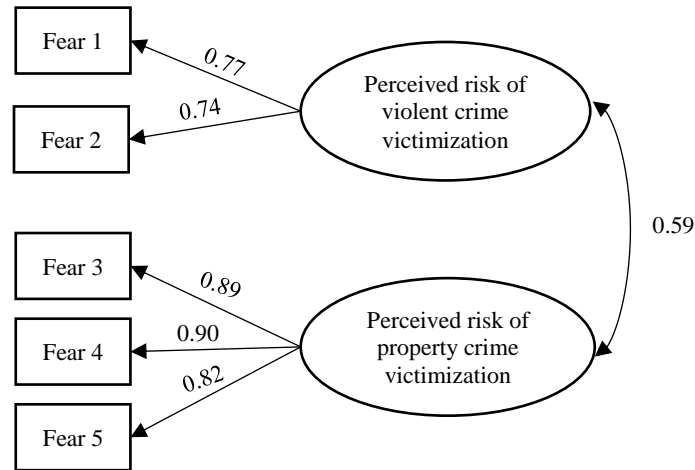 Fear 1
0.77
Perceived risk of
violent crime
victimization
0.74
Fear 2
0.59
Fear 3
0.89
Fear 4
0.90
Perceived risk of
property crime
victimization
0.82
Fear 5